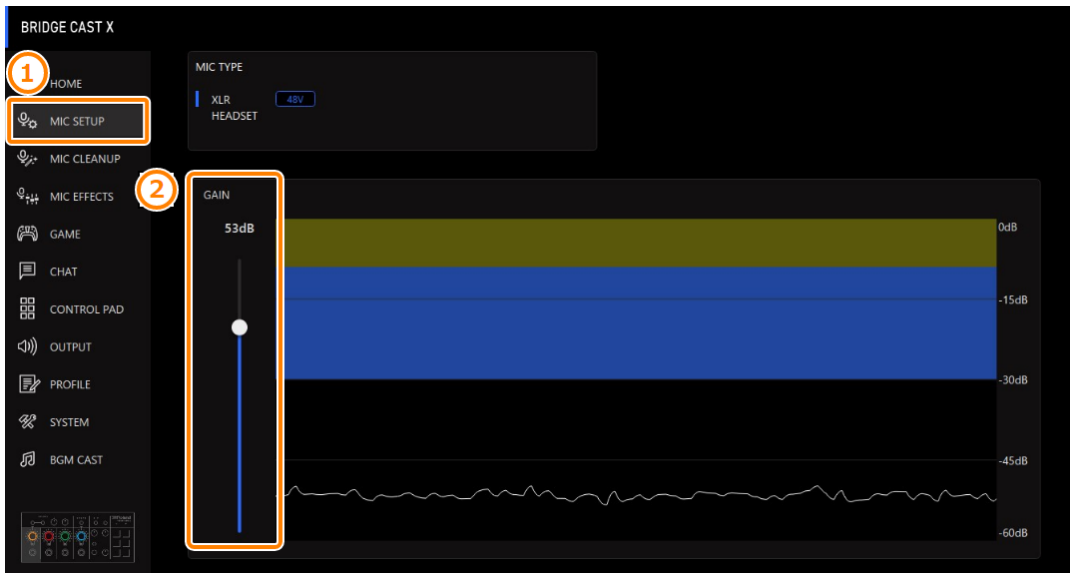 BRIDGE CAST X
1
HOME
MIC SETUP
MIC CLEANUP
MIC EFFECTS
GAME
CHAT
CONTROL PAD
OUTPUT
PROFILE
SYSTEM
BGM CAST
MIC TYPE
XLR 48V
HEADSET
2
GAIN
53dB
0dB
-15dB
-30dB
-45dB
-60dB